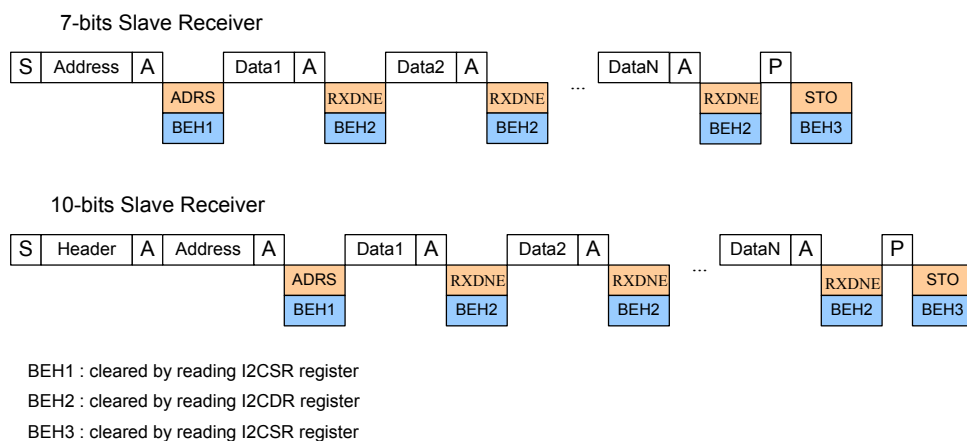 7-bits Slave Receiver
S Address A Data1 A Data2 A ... DataN A P
ADRS RXDNE RXDNE RXDNE STO
BEH1 BEH2 BEH2 BEH2 BEH3
10-bits Slave Receiver
S Header A Address A Data1 A Data2 A ... DataN A P
ADRS RXDNE RXDNE RXDNE STO
BEH1 BEH2 BEH2 BEH2 BEH3
BEH1 : cleared by reading I2CSR register
BEH2 : cleared by reading I2CDR register
BEH3 : cleared by reading I2CSR register